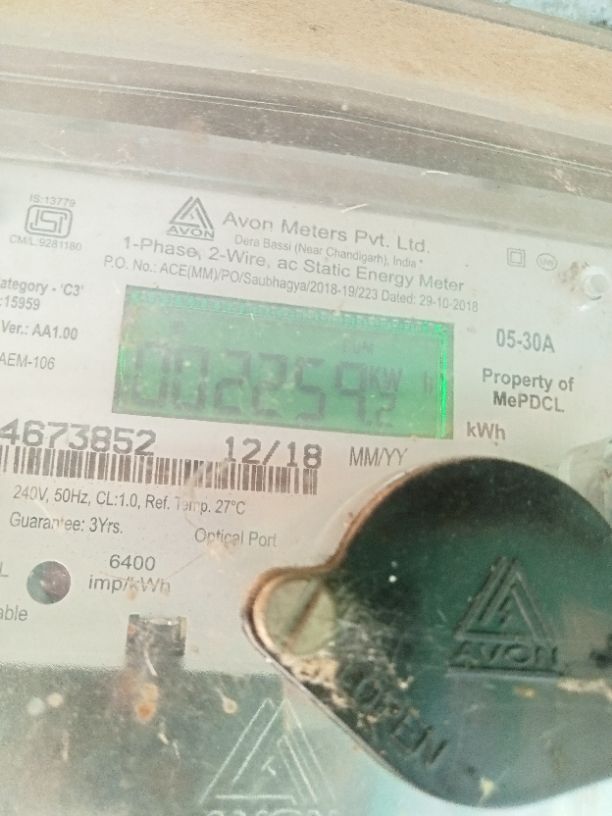 IS:13779
CM/L:9281180
AVON
Avon Meters Pvt. Ltd.
Dera Bassi (Near Chandigarh), India
1-Phase, 2-Wire, ac Static Energy Meter
P.O. No.: ACE(MM)/PO/Saubhagya/2018-19/223 Dated: 29-10-2018
ategory - 'C3'
:15959
Ver.: AA1.00
AEM-106
002259.2 KW h
05-30A
Property of
MePDCL
kWh
4673852
12/18 MM/YY
240V, 50Hz, CL:1.0, Ref. Temp. 27°C
Guarantee: 3Yrs.
Optical Port
6400
imp/kWh
able
AVON
OPEN
AVON